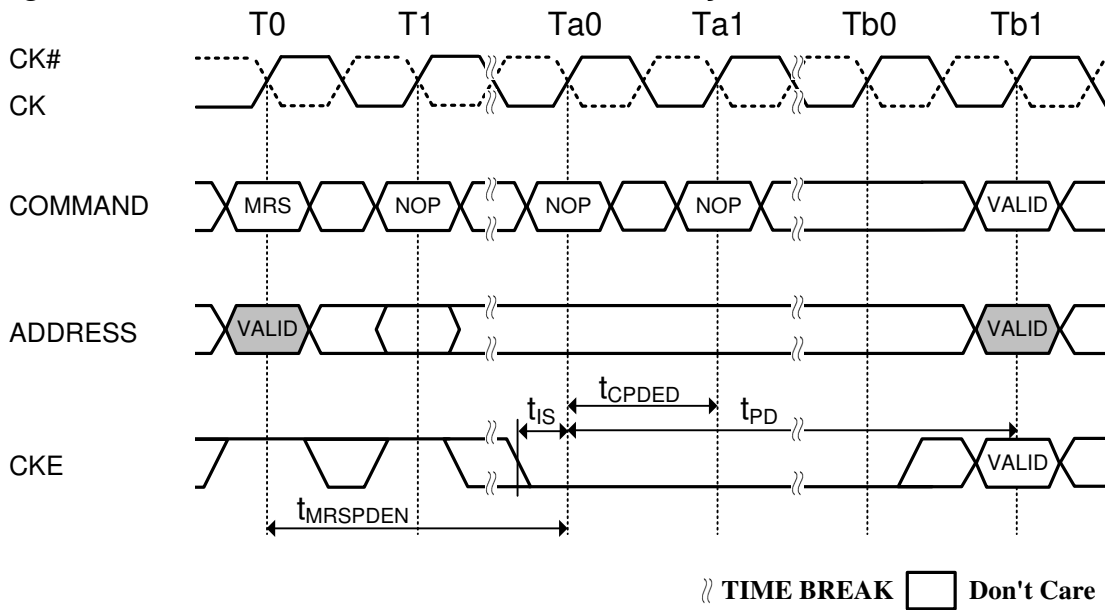 T0 T1 Ta0 Ta1 Tb0 Tb1
CK#
CK
COMMAND MRS NOP NOP NOP VALID
ADDRESS VALID VALID
tCPDED
tIS tPD
CKE VALID
tMRSPDEN
TIME BREAK Don't Care